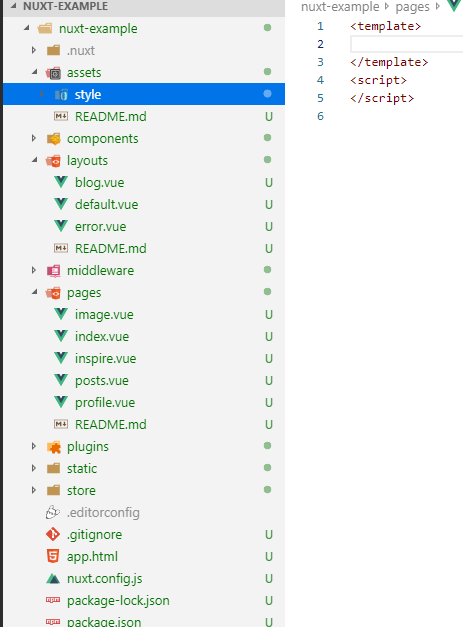 NUXT-EXAMPLE
nuxt-example
.nuxt
assets
style
README.md U
components
layouts
blog.vue U
default.vue U
error.vue U
README.md U
middleware
pages
image.vue U
index.vue U
inspire.vue U
posts.vue U
profile.vue U
README.md U
plugins
static
store
.editorconfig
.gitignore U
app.html U
nuxt.config.js U
package-lock.json U
package.json U
nuxt-example pages
1 <template>
2
3 </template>
4 <script>
5 </script>
6